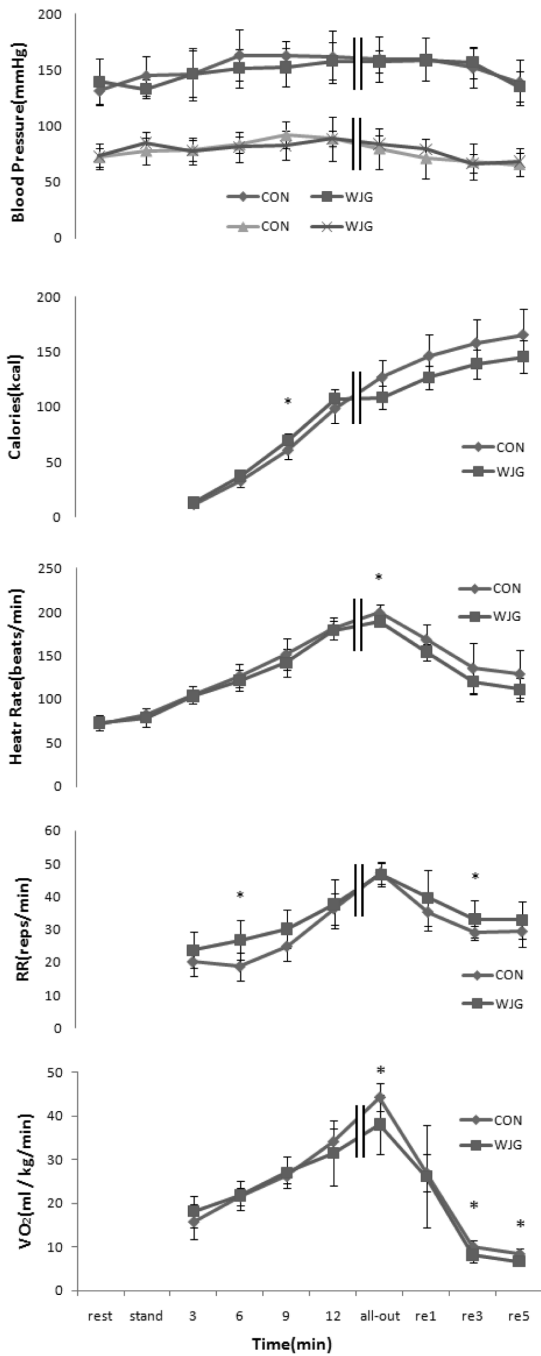 200
150
100
50
0
Blood Pressure(mmHg)
CON WJG
CON WJG
200
150
100
50
0
Calories(kcal)
*
CON
WJG
250
200
150
100
50
0
Heatr Rate(beats/min)
*
CON
WJG
60
50
40
30
20
10
0
RR(reps/min)
* *
CON
WJG
50
40
30
20
10
0
VO₂(ml / kg/min)
*
CON
WJG
*
*
rest stand 3 6 9 12 all-out re1 re3 re5
Time(min)